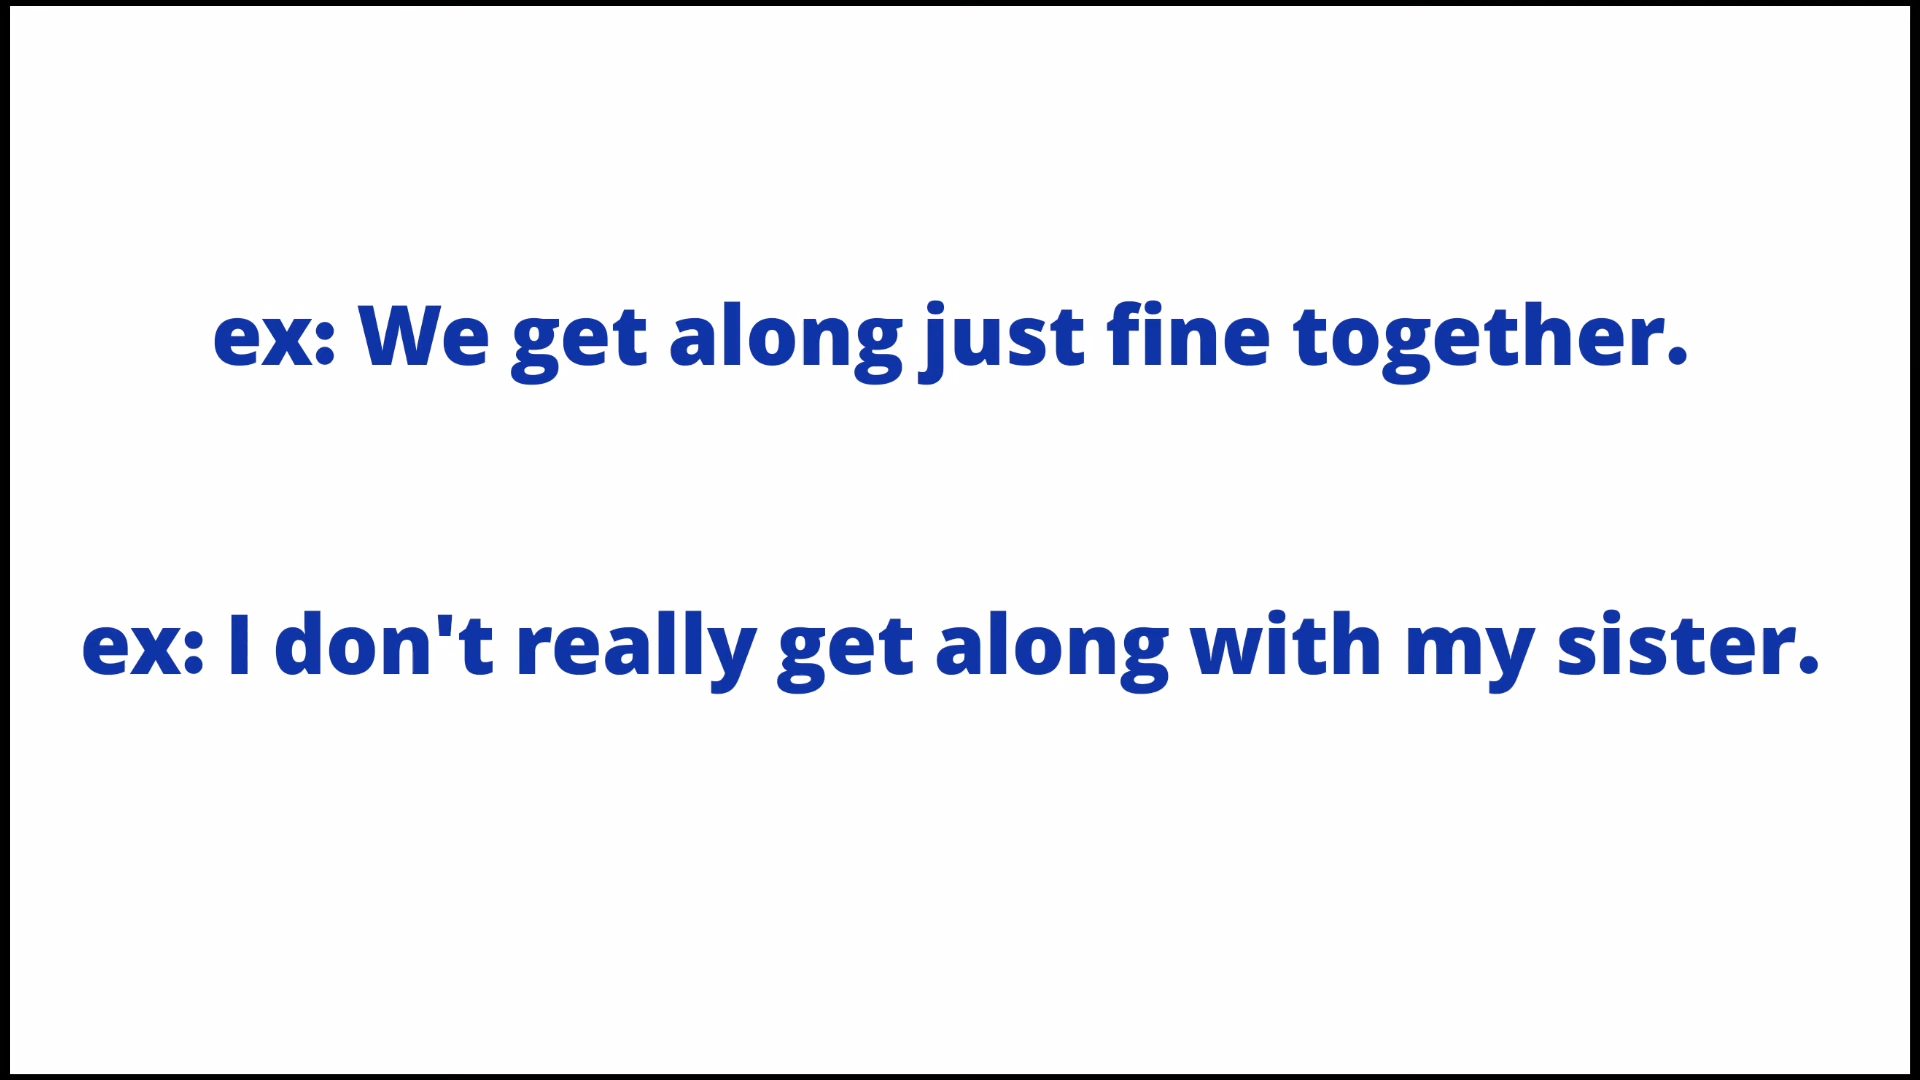 ex: We get along just fine together.
ex: I don't really get along with my sister.